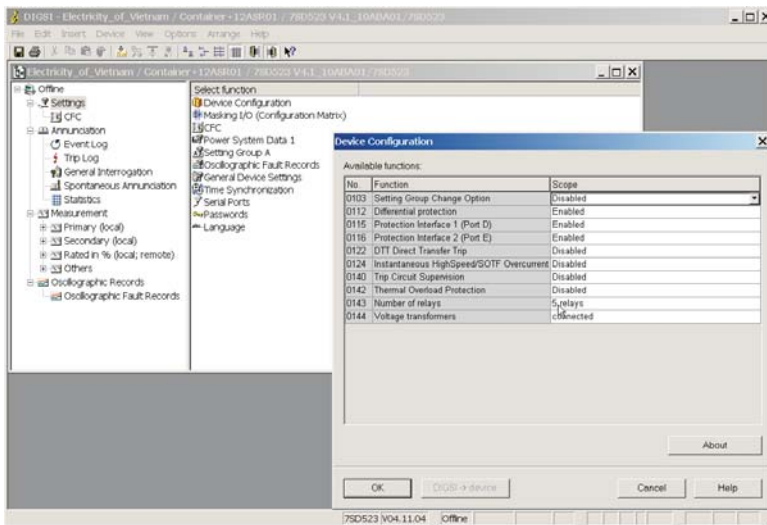 DIGSI - Electricity_of_Vietnam / Container - 12ASR01 / 7SD523 V4.1_10ABA01/7SD523
File Edit Insert Device View Options Arrange Help
Electricity_of_Vietnam / Container - 12ASR01 / 7SD523 V4.1_10ABA01/7SD523
Offline
Settings
CFC
Annunciation
Event Log
Trip Log
General Interrogation
Spontaneous Annunciation
Statistics
Measurement
Primary (local)
Secondary (local)
Rated in % (local; remote)
Others
Oscillographic Records
Oscillographic Fault Records
Select function
Device Configuration
Masking I/O (Configuration Matrix)
CFC
Power System Data 1
Setting Group A
Oscillographic Fault Records
General Device Settings
Time Synchronization
Serial Ports
Passwords
Language
Device Configuration
Available functions:
No. Function Scope
0103 Setting Group Change Option Disabled
0112 Differential protection Enabled
0115 Protection Interface 1 (Port D) Enabled
0116 Protection Interface 2 (Port E) Enabled
0122 DTT Direct Transfer Trip Disabled
0124 Instantaneous HighSpeed/SOTF Overcurrent Disabled
0140 Trip Circuit Supervision Disabled
0142 Thermal Overload Protection Disabled
0143 Number of relays 5 relays
0144 Voltage transformers connected
About
OK DIGSI -> device Cancel Help
7SD523 V04.11.04 Offline